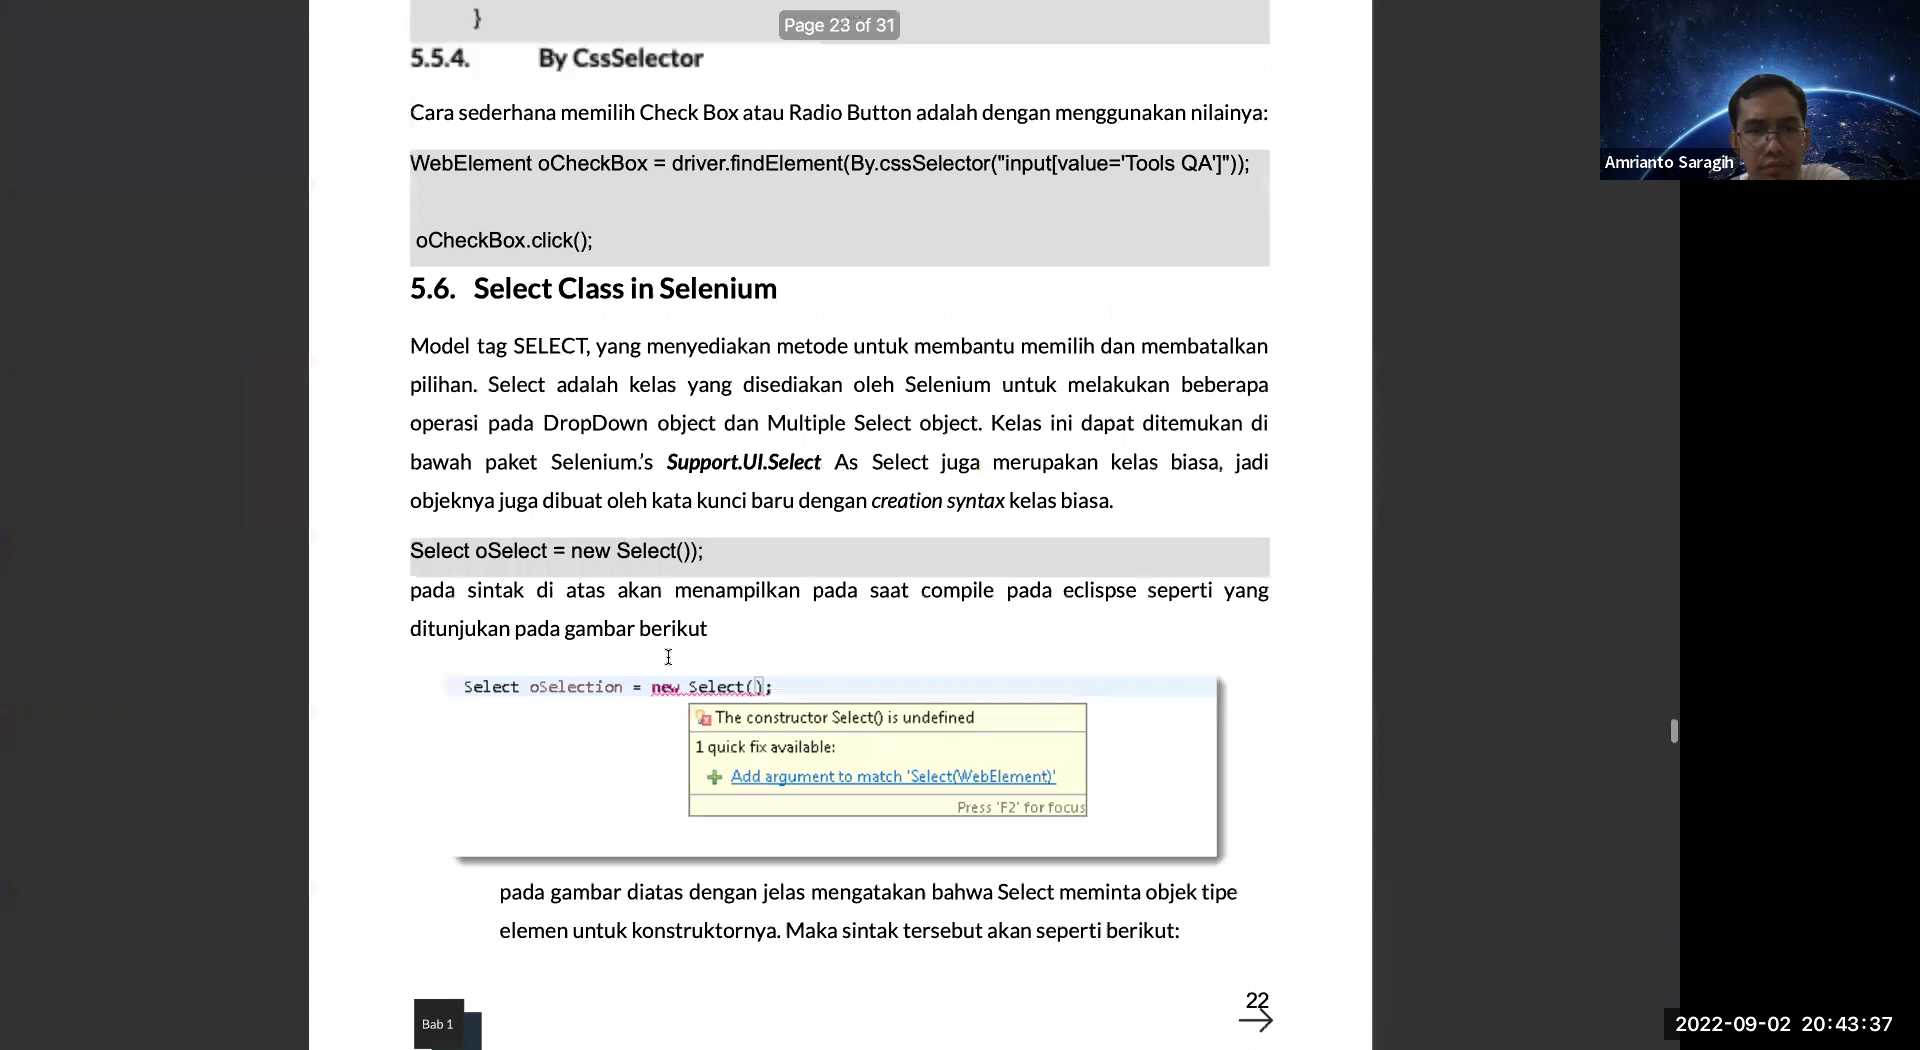 }
Page 23 of 31
5.5.4. By CssSelector
Cara sederhana memilih Check Box atau Radio Button adalah dengan menggunakan nilainya:
WebElement oCheckBox = driver.findElement(By.cssSelector("input[value='Tools QA']"));
oCheckBox.click();
5.6. Select Class in Selenium
Model tag SELECT, yang menyediakan metode untuk membantu memilih dan membatalkan
pilihan. Select adalah kelas yang disediakan oleh Selenium untuk melakukan beberapa
operasi pada DropDown object dan Multiple Select object. Kelas ini dapat ditemukan di
bawah paket Selenium.'s Support.UI.Select As Select juga merupakan kelas biasa, jadi
objeknya juga dibuat oleh kata kunci baru dengan creation syntax kelas biasa.
Select oSelect = new Select());
pada sintak di atas akan menampilkan pada saat compile pada eclispse seperti yang
ditunjukan pada gambar berikut
Select oSelection = new Select();
The constructor Select() is undefined
1 quick fix available:
Add argument to match 'Select(WebElement)'
Press 'F2' for focus
pada gambar diatas dengan jelas mengatakan bahwa Select meminta objek tipe
elemen untuk konstruktornya. Maka sintak tersebut akan seperti berikut:
22
Bab 1
Amrianto Saragih
2022-09-02 20:43:37